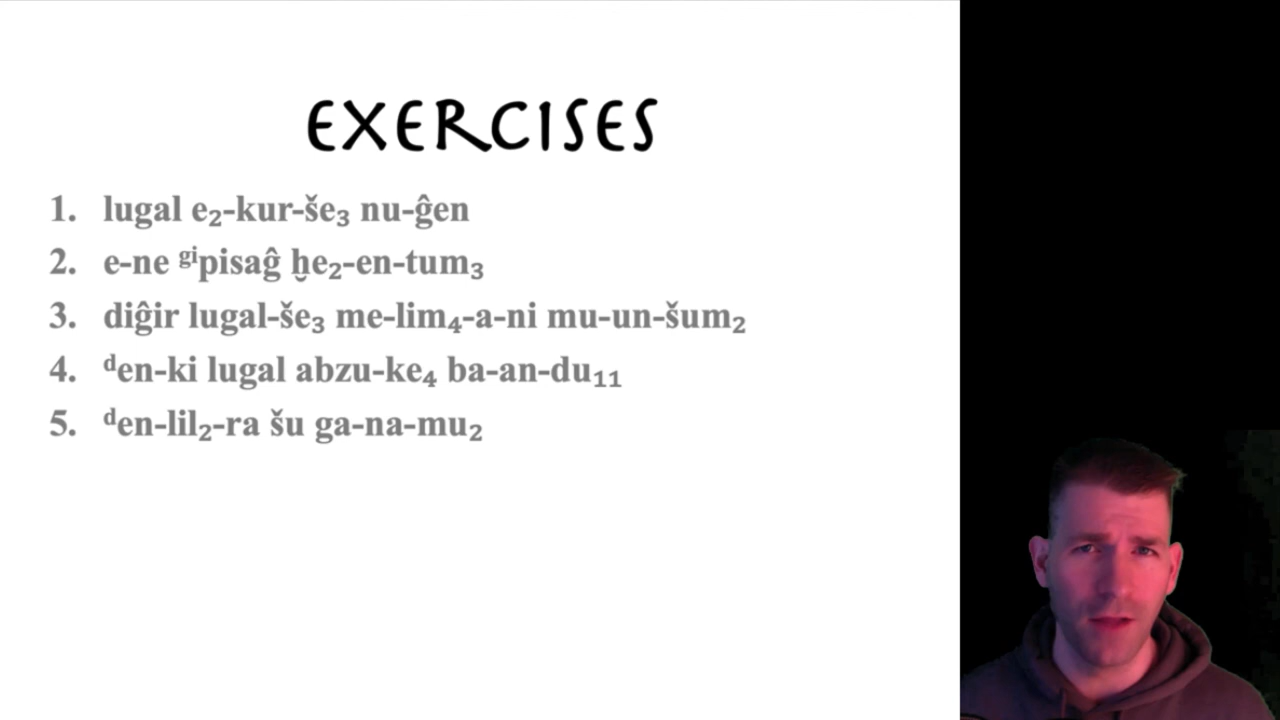 EXERCISES
1. lugal e₂-kur-še₃ nu-ĝen
2. e-ne ᵍⁱpisaĝ ḫe₂-en-tum₃
3. diĝir lugal-še₃ me-lim₄-a-ni mu-un-šum₂
4. ᵈen-ki lugal abzu-ke₄ ba-an-du₁₁
5. ᵈen-lil₂-ra šu ga-na-mu₂